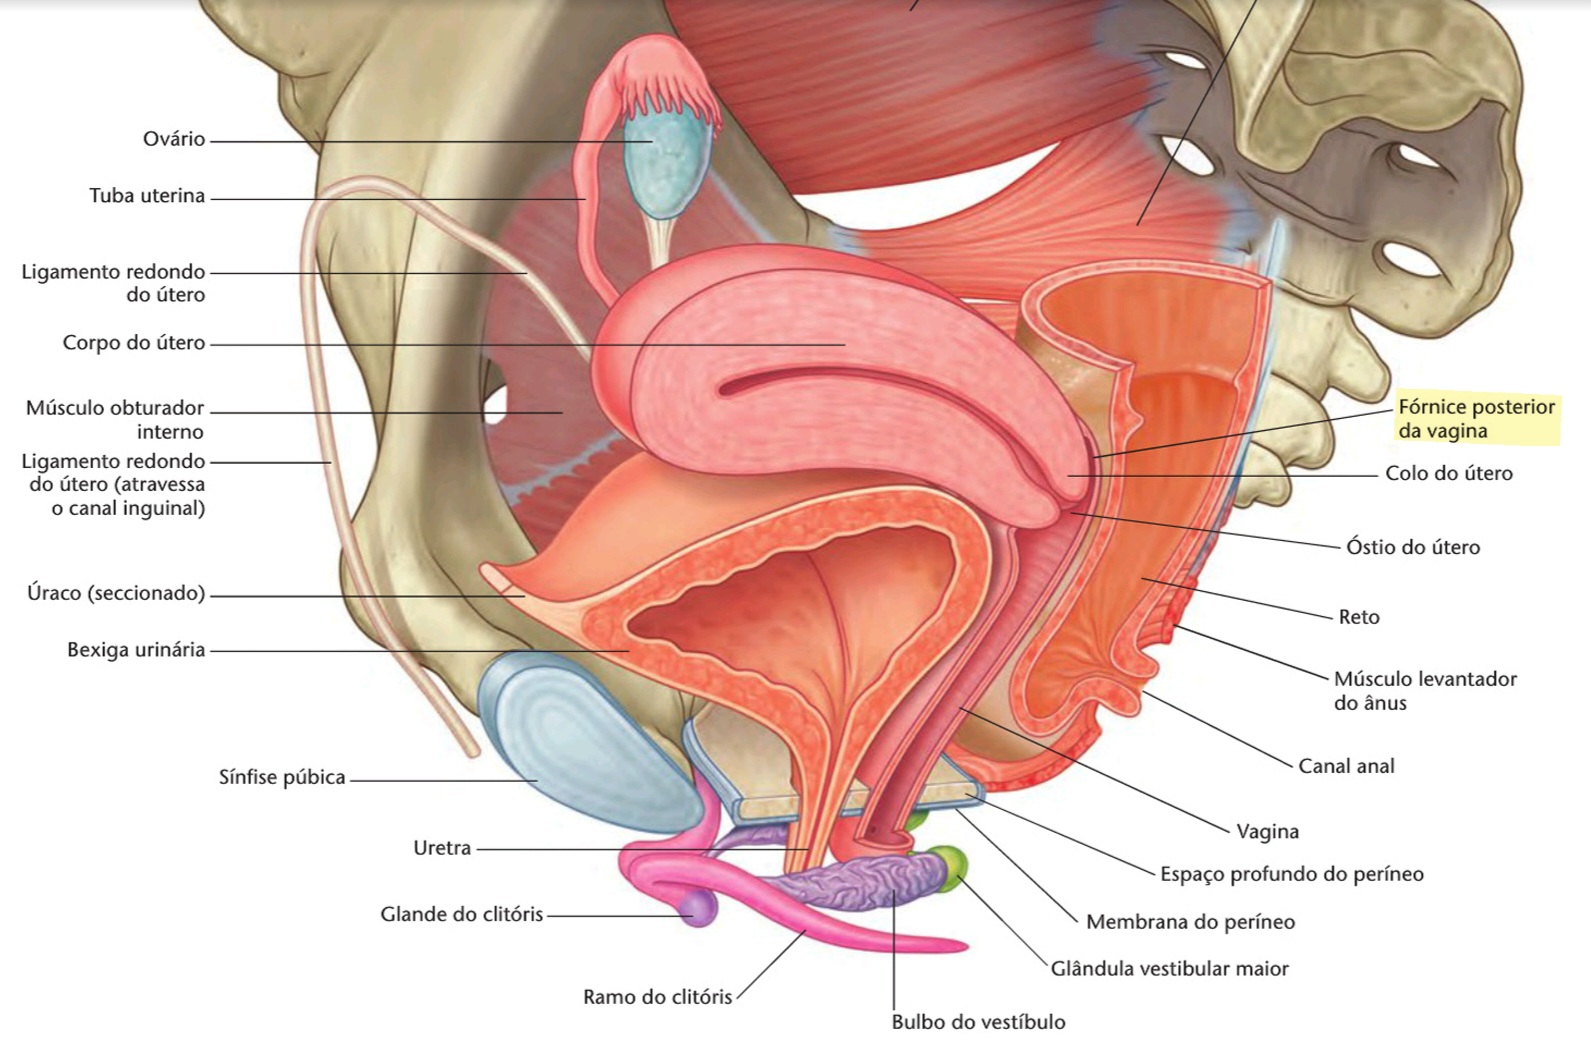 Ovário
Tuba uterina
Ligamento redondo
do útero
Corpo do útero
Músculo obturador
interno
Ligamento redondo
do útero (atravessa
o canal inguinal)
Úraco (seccionado)
Bexiga urinária
Sínfise púbica
Uretra
Glande do clitóris
Ramo do clitóris
Fórnice posterior
da vagina
Colo do útero
Óstio do útero
Reto
Músculo levantador
do ânus
Canal anal
Vagina
Espaço profundo do períneo
Membrana do períneo
Glândula vestibular maior
Bulbo do vestíbulo